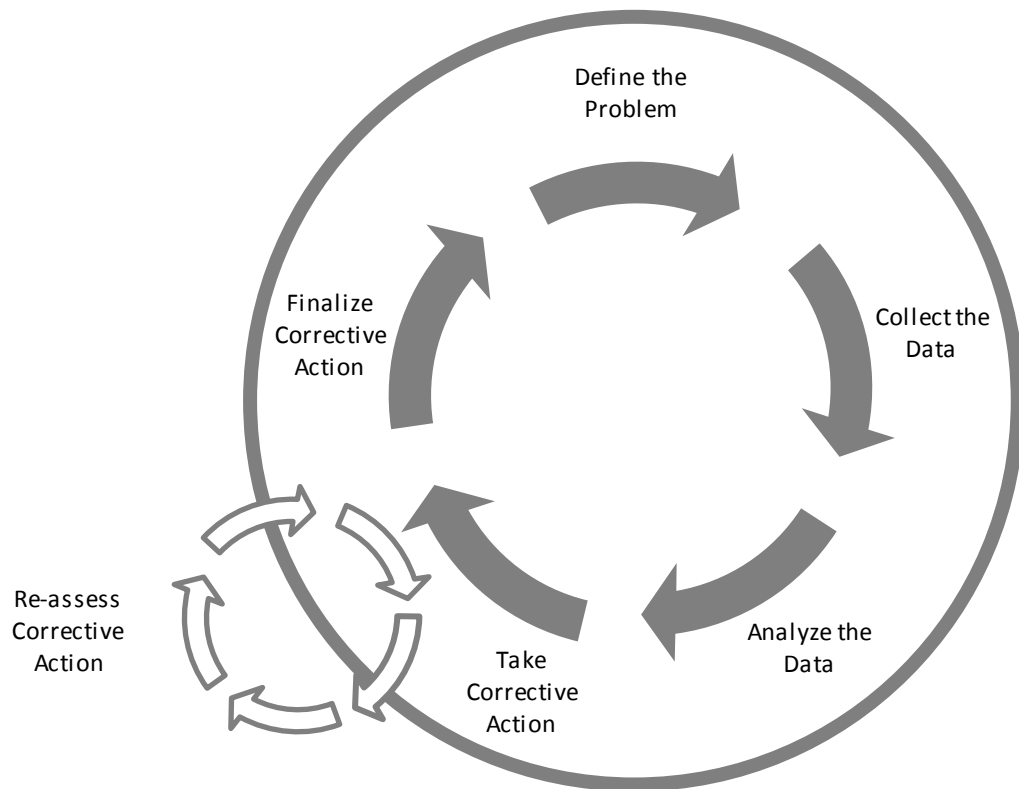 Define the
Problem
Collect the
Data
Analyze the
Data
Take
Corrective
Action
Re-assess
Corrective
Action
Finalize
Corrective
Action